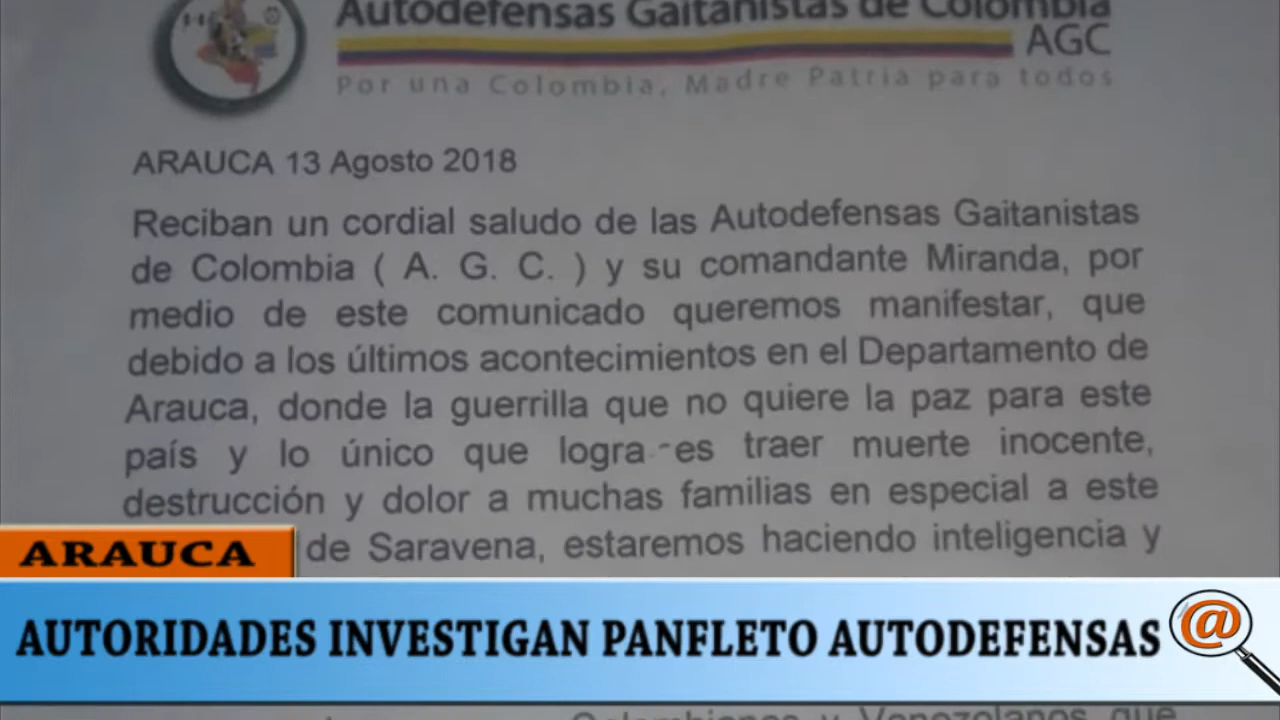 Autodefensas Gaitanistas de Colombia
AGC
Por una Colombia, Madre Patria para todos
ARAUCA 13 Agosto 2018
Reciban un cordial saludo de las Autodefensas Gaitanistas
de Colombia ( A. G. C. ) y su comandante Miranda, por
medio de este comunicado queremos manifestar, que
debido a los últimos acontecimientos en el Departamento de
Arauca, donde la guerrilla que no quiere la paz para este
país y lo único que logra es traer muerte inocente,
destrucción y dolor a muchas familias en especial a este
de Saravena, estaremos haciendo inteligencia y
ARAUCA
AUTORIDADES INVESTIGAN PANFLETO AUTODEFENSAS
@
Colombianos y Venezolanos que